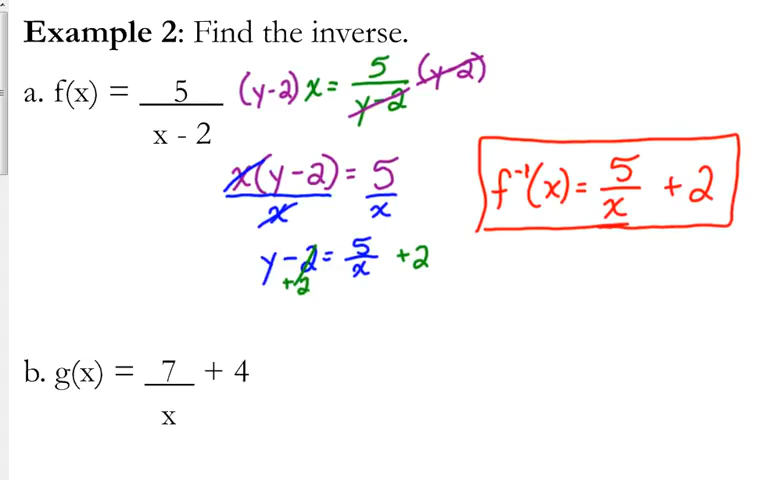 Example 2: Find the inverse.
a. f(x) = 5 / (x - 2)
(y-2) x = 5 / (y-2) (y-2)
x(y-2) / x = 5 / x
y - 2 + 2 = 5/x + 2
f⁻¹(x) = 5/x + 2
b. g(x) = 7/x + 4